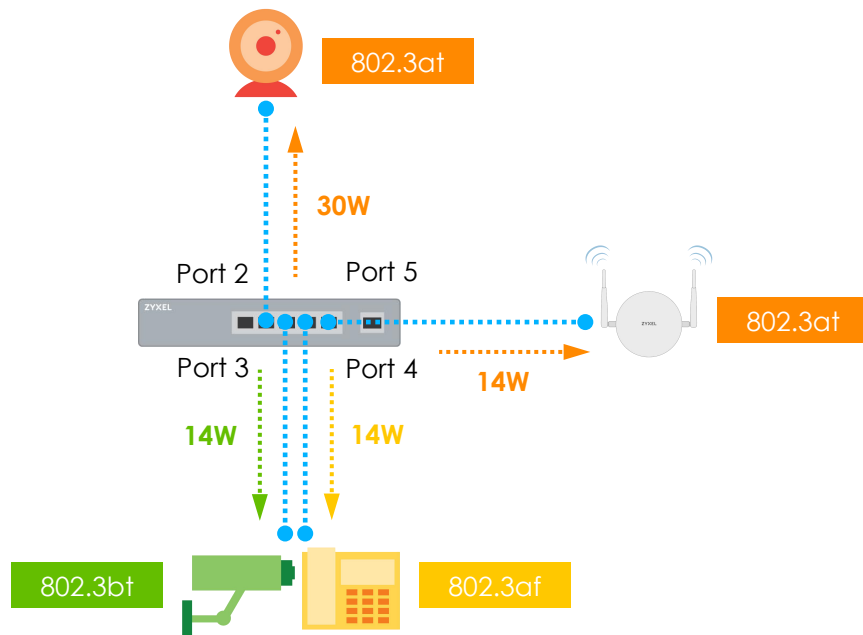 802.3at
30W
Port 2
Port 5
ZYXEL
ZYXEL
802.3at
Port 3
Port 4
14W
14W
14W
802.3bt
802.3af